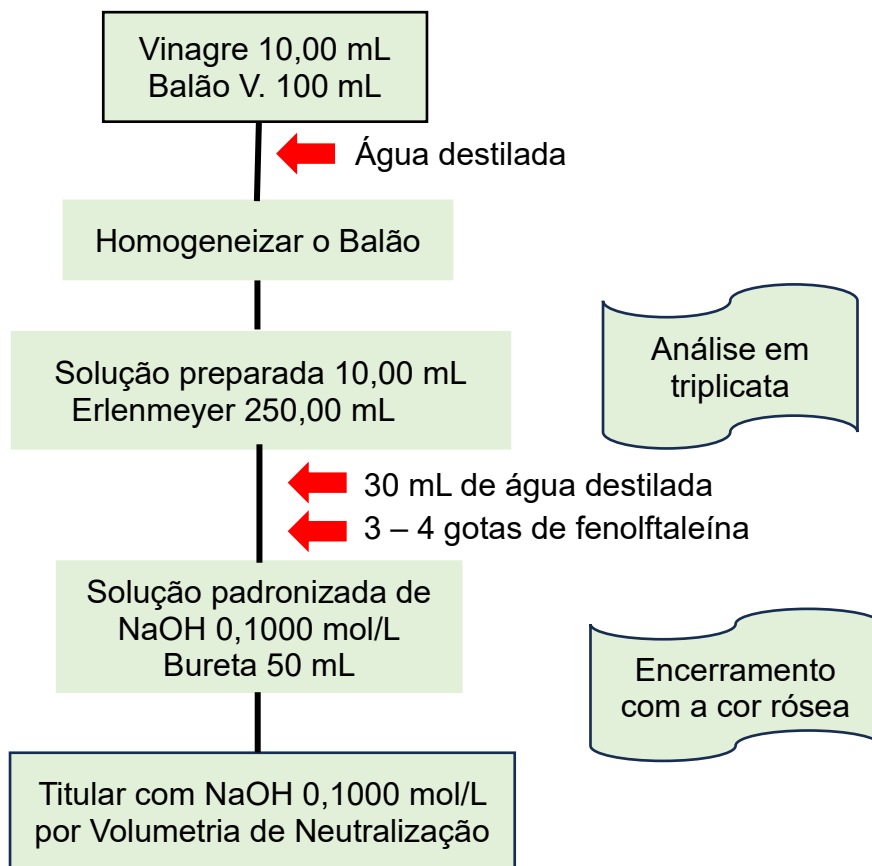 Vinagre 10,00 mL
Balão V. 100 mL
Água destilada
Homogeneizar o Balão
Análise em
triplicata
Solução preparada 10,00 mL
Erlenmeyer 250,00 mL
30 mL de água destilada
3 – 4 gotas de fenolftaleína
Solução padronizada de
NaOH 0,1000 mol/L
Bureta 50 mL
Encerramento
com a cor rósea
Titular com NaOH 0,1000 mol/L
por Volumetria de Neutralização